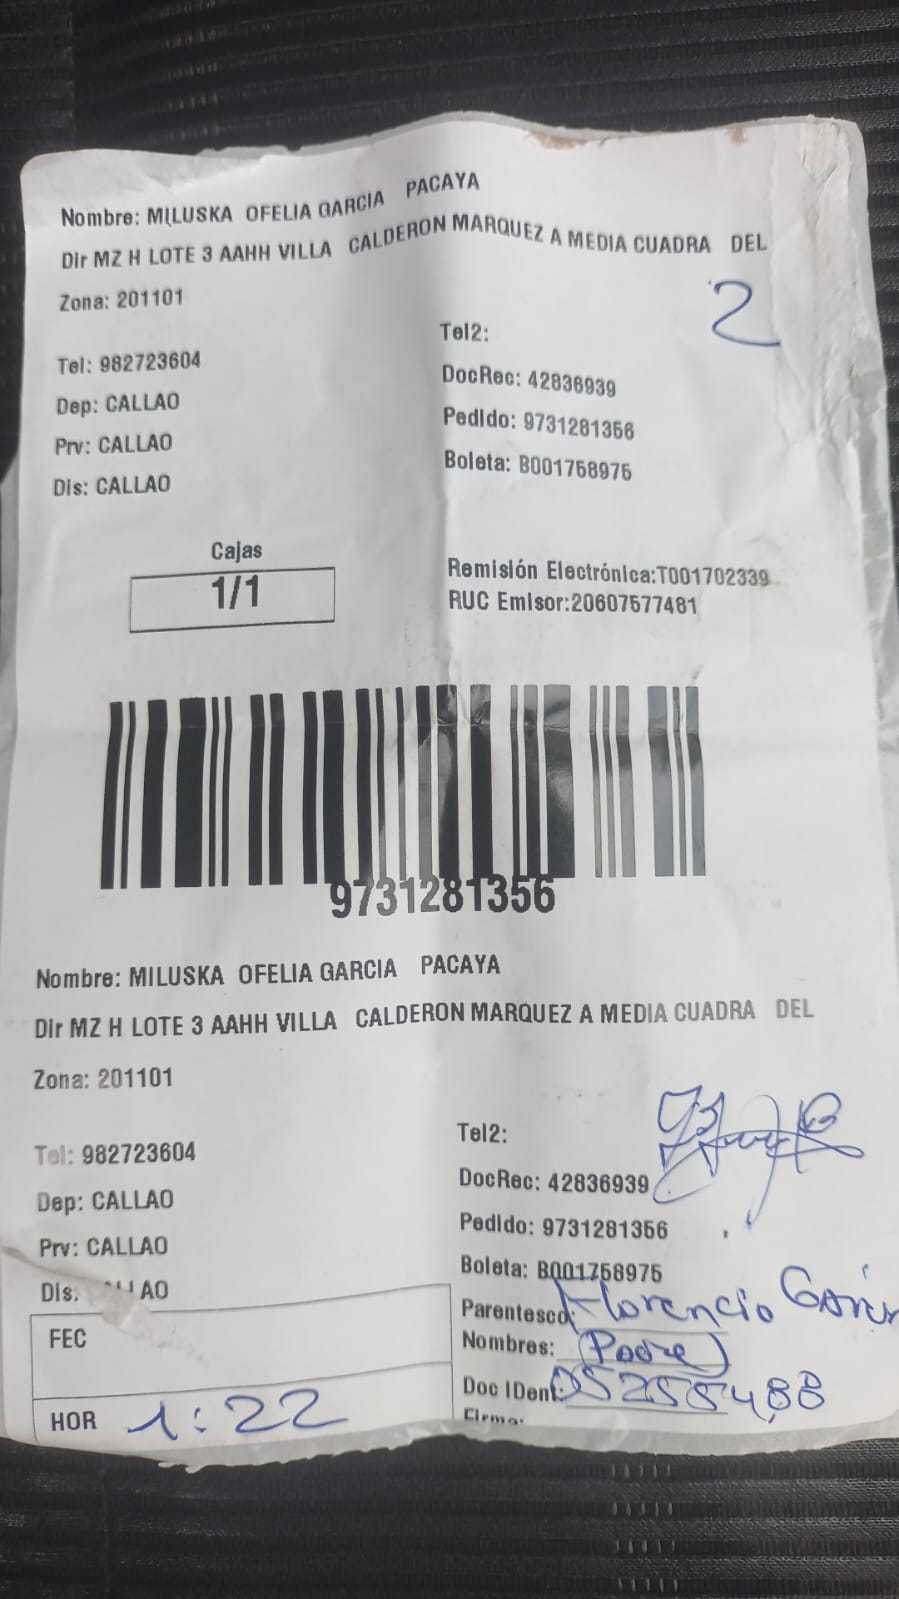 Nombre: MILUSKA OFELIA GARCIA PACAYA
Dir MZ H LOTE 3 AAHH VILLA CALDERON MARQUEZ A MEDIA CUADRA DEL
Zona: 201101
2
Tel: 982723604
Tel2:
Dep: CALLAO
DocRec: 42836939
Prv: CALLAO
Pedido: 9731281356
Dis: CALLAO
Boleta: B001758975
Cajas
1/1
Remisión Electrónica:T001702339
RUC Emisor:20607577481
9731281356
Nombre: MILUSKA OFELIA GARCIA PACAYA
Dir MZ H LOTE 3 AAHH VILLA CALDERON MARQUEZ A MEDIA CUADRA DEL
Zona: 201101
Tel: 982723604
Tel2:
Dep: CALLAO
DocRec: 42836939
Prv: CALLAO
Pedido: 9731281356
Dis: CALLAO
Boleta: B001758975
Parentesco: Florencio Garcí
FEC
Nombres: (Padre)
Doc IDent: 05255488
HOR 1:22
Firma: